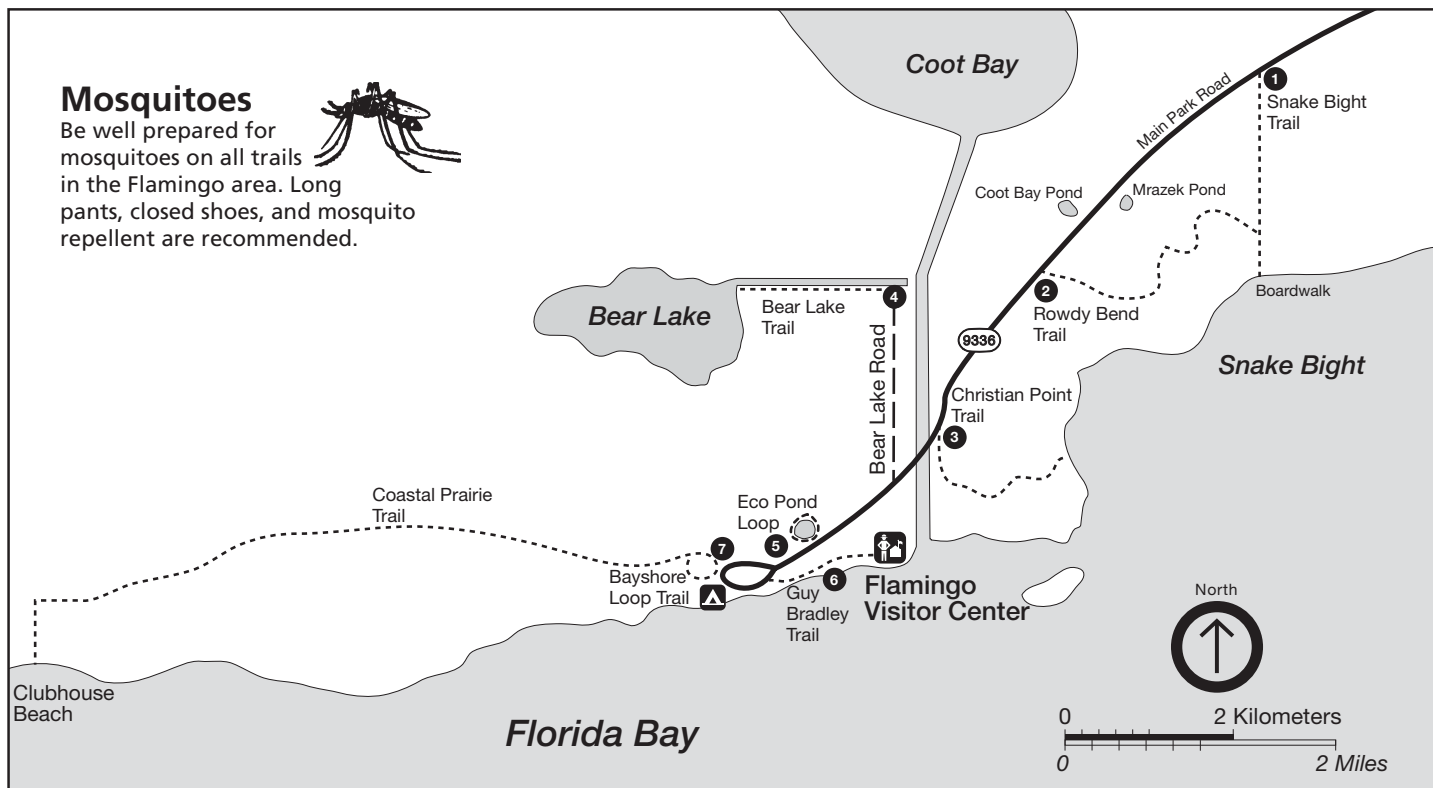 Mosquitoes
Be well prepared for
mosquitoes on all trails
in the Flamingo area. Long
pants, closed shoes, and mosquito
repellent are recommended.
Coot Bay
Main Park Road
1
Snake Bight
Trail
Coot Bay Pond
Mrazek Pond
Bear Lake
Bear Lake
Trail
4
2
Rowdy Bend
Trail
Boardwalk
9336
Snake Bight
Bear Lake Road
Christian Point
Trail
3
Coastal Prairie
Trail
Eco Pond
Loop
5
7
Bayshore
Loop Trail
6
Guy
Bradley
Trail
Flamingo
Visitor Center
North
Clubhouse
Beach
Florida Bay
0 2 Kilometers
0 2 Miles